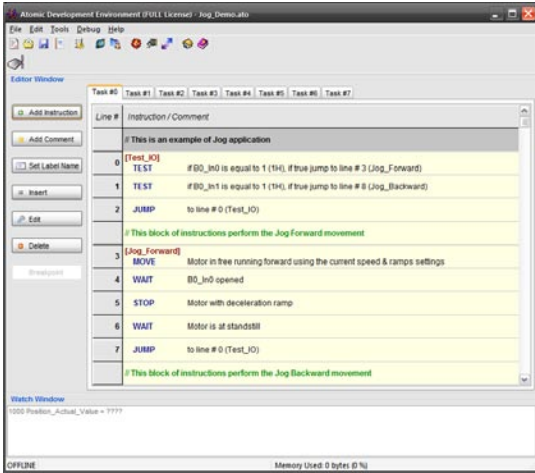 Atomic Development Environment (FULL License) - Jog_Demo.ato
File Edit Tools Debug Help
Editor Window
Task #0 Task #1 Task #2 Task #3 Task #4 Task #5 Task #6 Task #7
Add Instruction
Add Comment
Set Label Name
Insert
Edit
Delete
Breakpoint
Line # Instruction / Comment
// This is an example of Jog application
[Test_IO]
0 TEST if B0_In0 is equal to 1 (1H), if true jump to line # 3 (Jog_Forward)
1 TEST if B0_In1 is equal to 1 (1H), if true jump to line # 8 (Jog_Backward)
2 JUMP to line # 0 (Test_IO)
// This block of instructions perform the Jog Forward movement
[Jog_Forward]
3 MOVE Motor in free running forward using the current speed & ramps settings
4 WAIT B0_In0 opened
5 STOP Motor with deceleration ramp
6 WAIT Motor is at standstill
7 JUMP to line # 0 (Test_IO)
// This block of instructions perform the Jog Backward movement
Watch Window
1000 Position_Actual_Value = ????
OFFLINE Memory Used: 0 bytes (0 %)